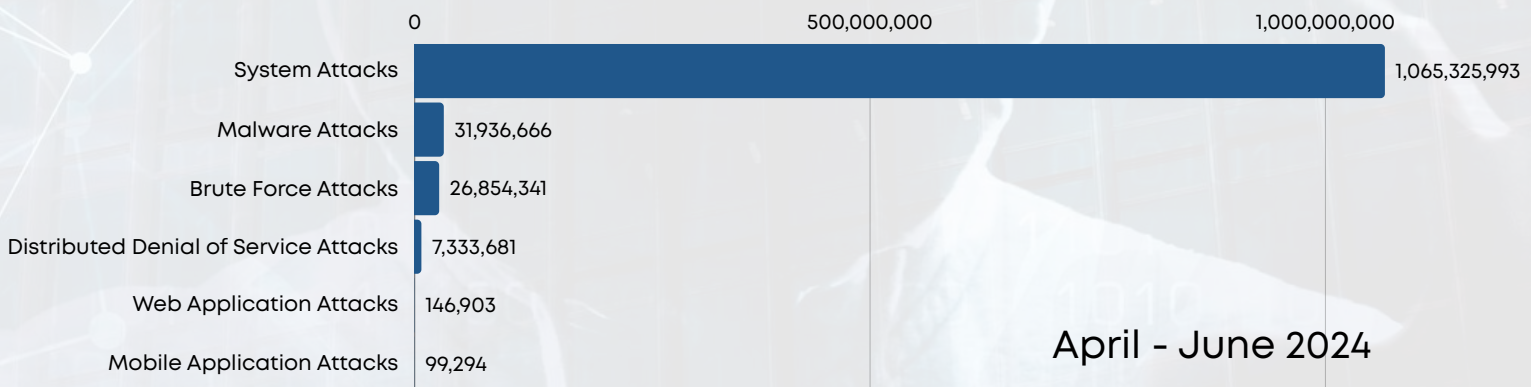 0 500,000,000 1,000,000,000
System Attacks 1,065,325,993
Malware Attacks 31,936,666
Brute Force Attacks 26,854,341
Distributed Denial of Service Attacks 7,333,681
Web Application Attacks 146,903
Mobile Application Attacks 99,294
April - June 2024